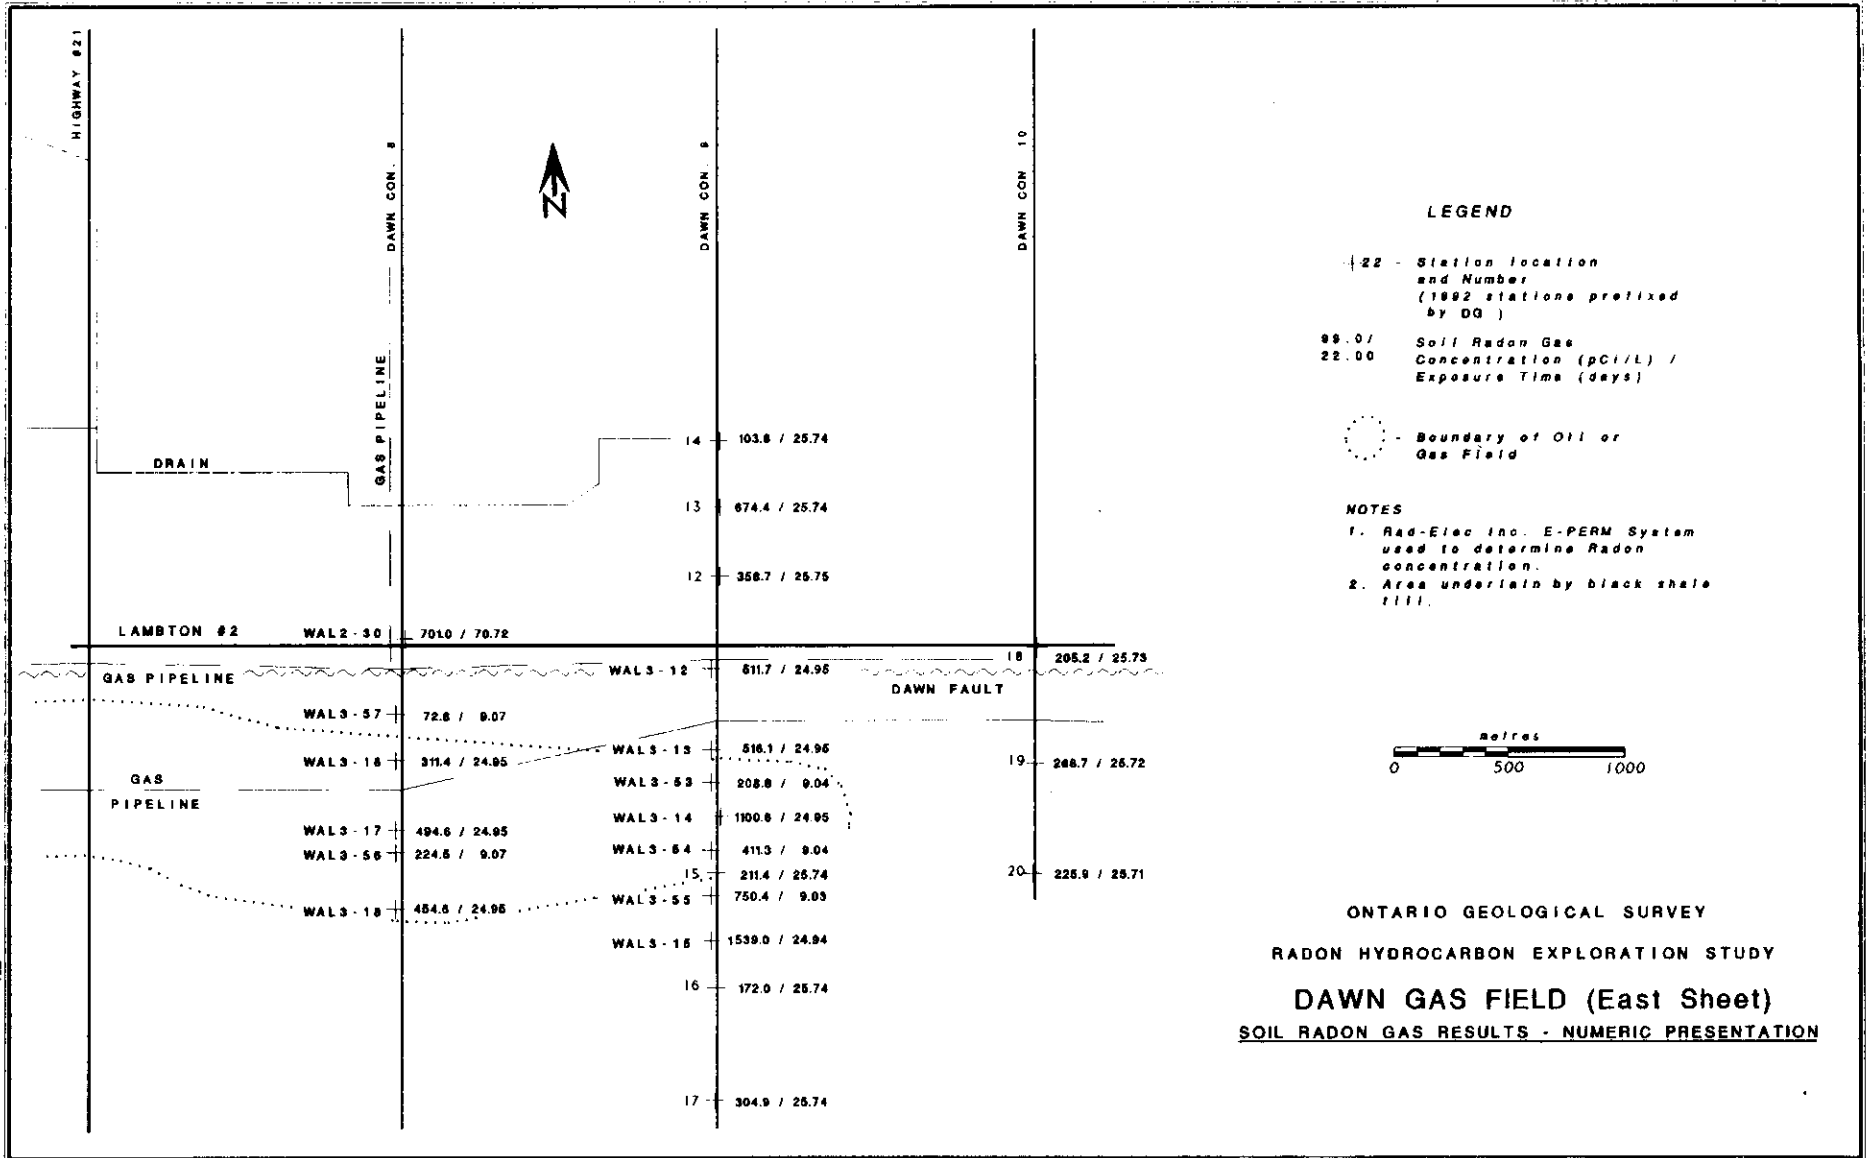 HIGHWAY #21
DAWN CON. 8
DAWN CON. 9
DAWN CON 10
N
GAS PIPELINE
DRAIN
14 103.8 / 25.74
13 674.4 / 25.74
12 358.7 / 25.75
LAMBTON #2
WAL2-30 701.0 / 70.72
18 205.2 / 25.73
GAS PIPELINE
WAL3-12 611.7 / 24.95
DAWN FAULT
WAL3-57 72.8 / 9.07
WAL3-13 516.1 / 24.95
WAL3-16 311.4 / 24.95
19 268.7 / 25.72
GAS
PIPELINE
WAL3-53 208.8 / 9.04
WAL3-14 1100.6 / 24.95
WAL3-17 494.6 / 24.95
WAL3-54 411.3 / 9.04
WAL3-56 224.5 / 9.07
15 211.4 / 25.74
20 225.9 / 25.71
WAL3-55 750.4 / 9.03
WAL3-18 454.6 / 24.95
WAL3-15 1539.0 / 24.94
16 172.0 / 25.74
17 304.9 / 25.74
LEGEND
22 - Station location
and Number
(1992 stations prefixed
by DG )
99.0/ Soil Radon Gas
22.00 Concentration (pCi/L) /
Exposure Time (days)
- Boundary of Oil or
Gas Field
NOTES
1. Rad-Elec Inc. E-PERM System
used to determine Radon
concentration.
2. Area underlain by black shale
till.
metres
0 500 1000
ONTARIO GEOLOGICAL SURVEY
RADON HYDROCARBON EXPLORATION STUDY
DAWN GAS FIELD (East Sheet)
SOIL RADON GAS RESULTS - NUMERIC PRESENTATION